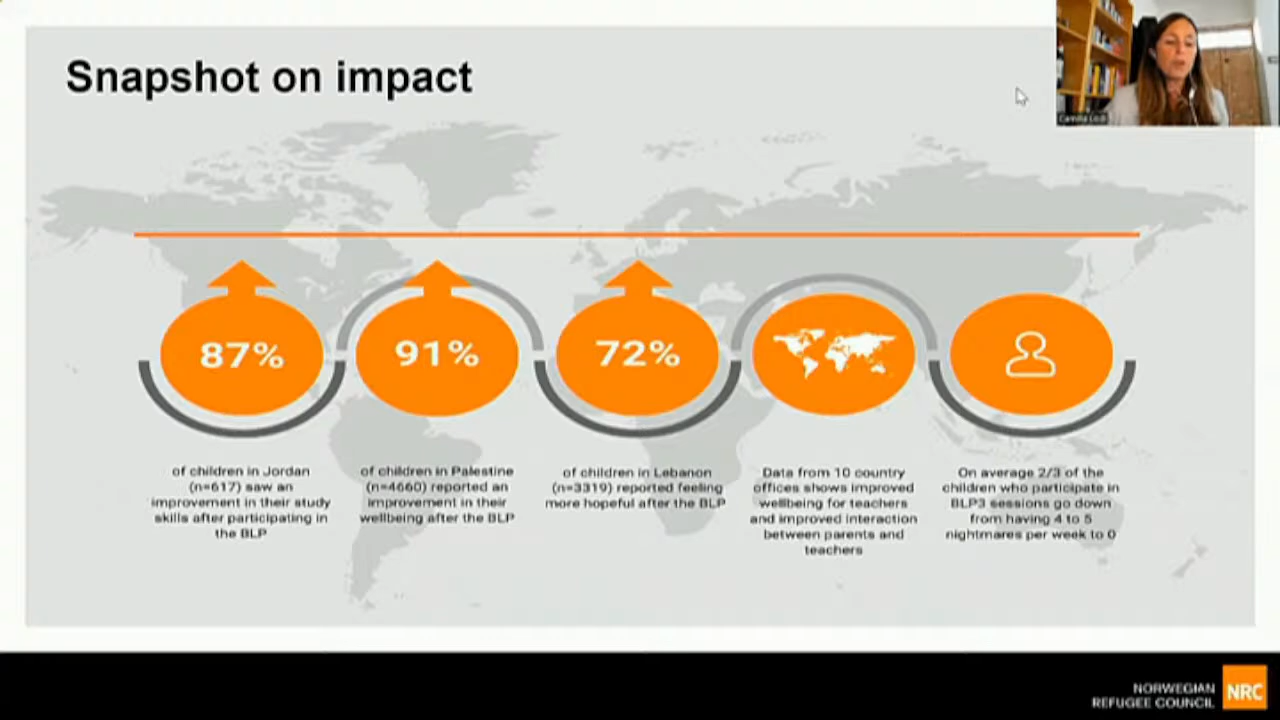 Snapshot on impact
87%
91%
72%
of children in Jordan
(n=617) saw an
improvement in their study
skills after participating in
the BLP
of children in Palestine
(n=4660) reported an
improvement in their
wellbeing after the BLP
of children in Lebanon
(n=3319) reported feeling
more hopeful after the BLP
Data from 10 country
offices shows improved
wellbeing for teachers
and improved interaction
between parents and
teachers
On average 2/3 of the
children who participate in
BLP3 sessions go down
from having 4 to 5
nightmares per week to 0
NORWEGIAN
REFUGEE COUNCIL
NRC